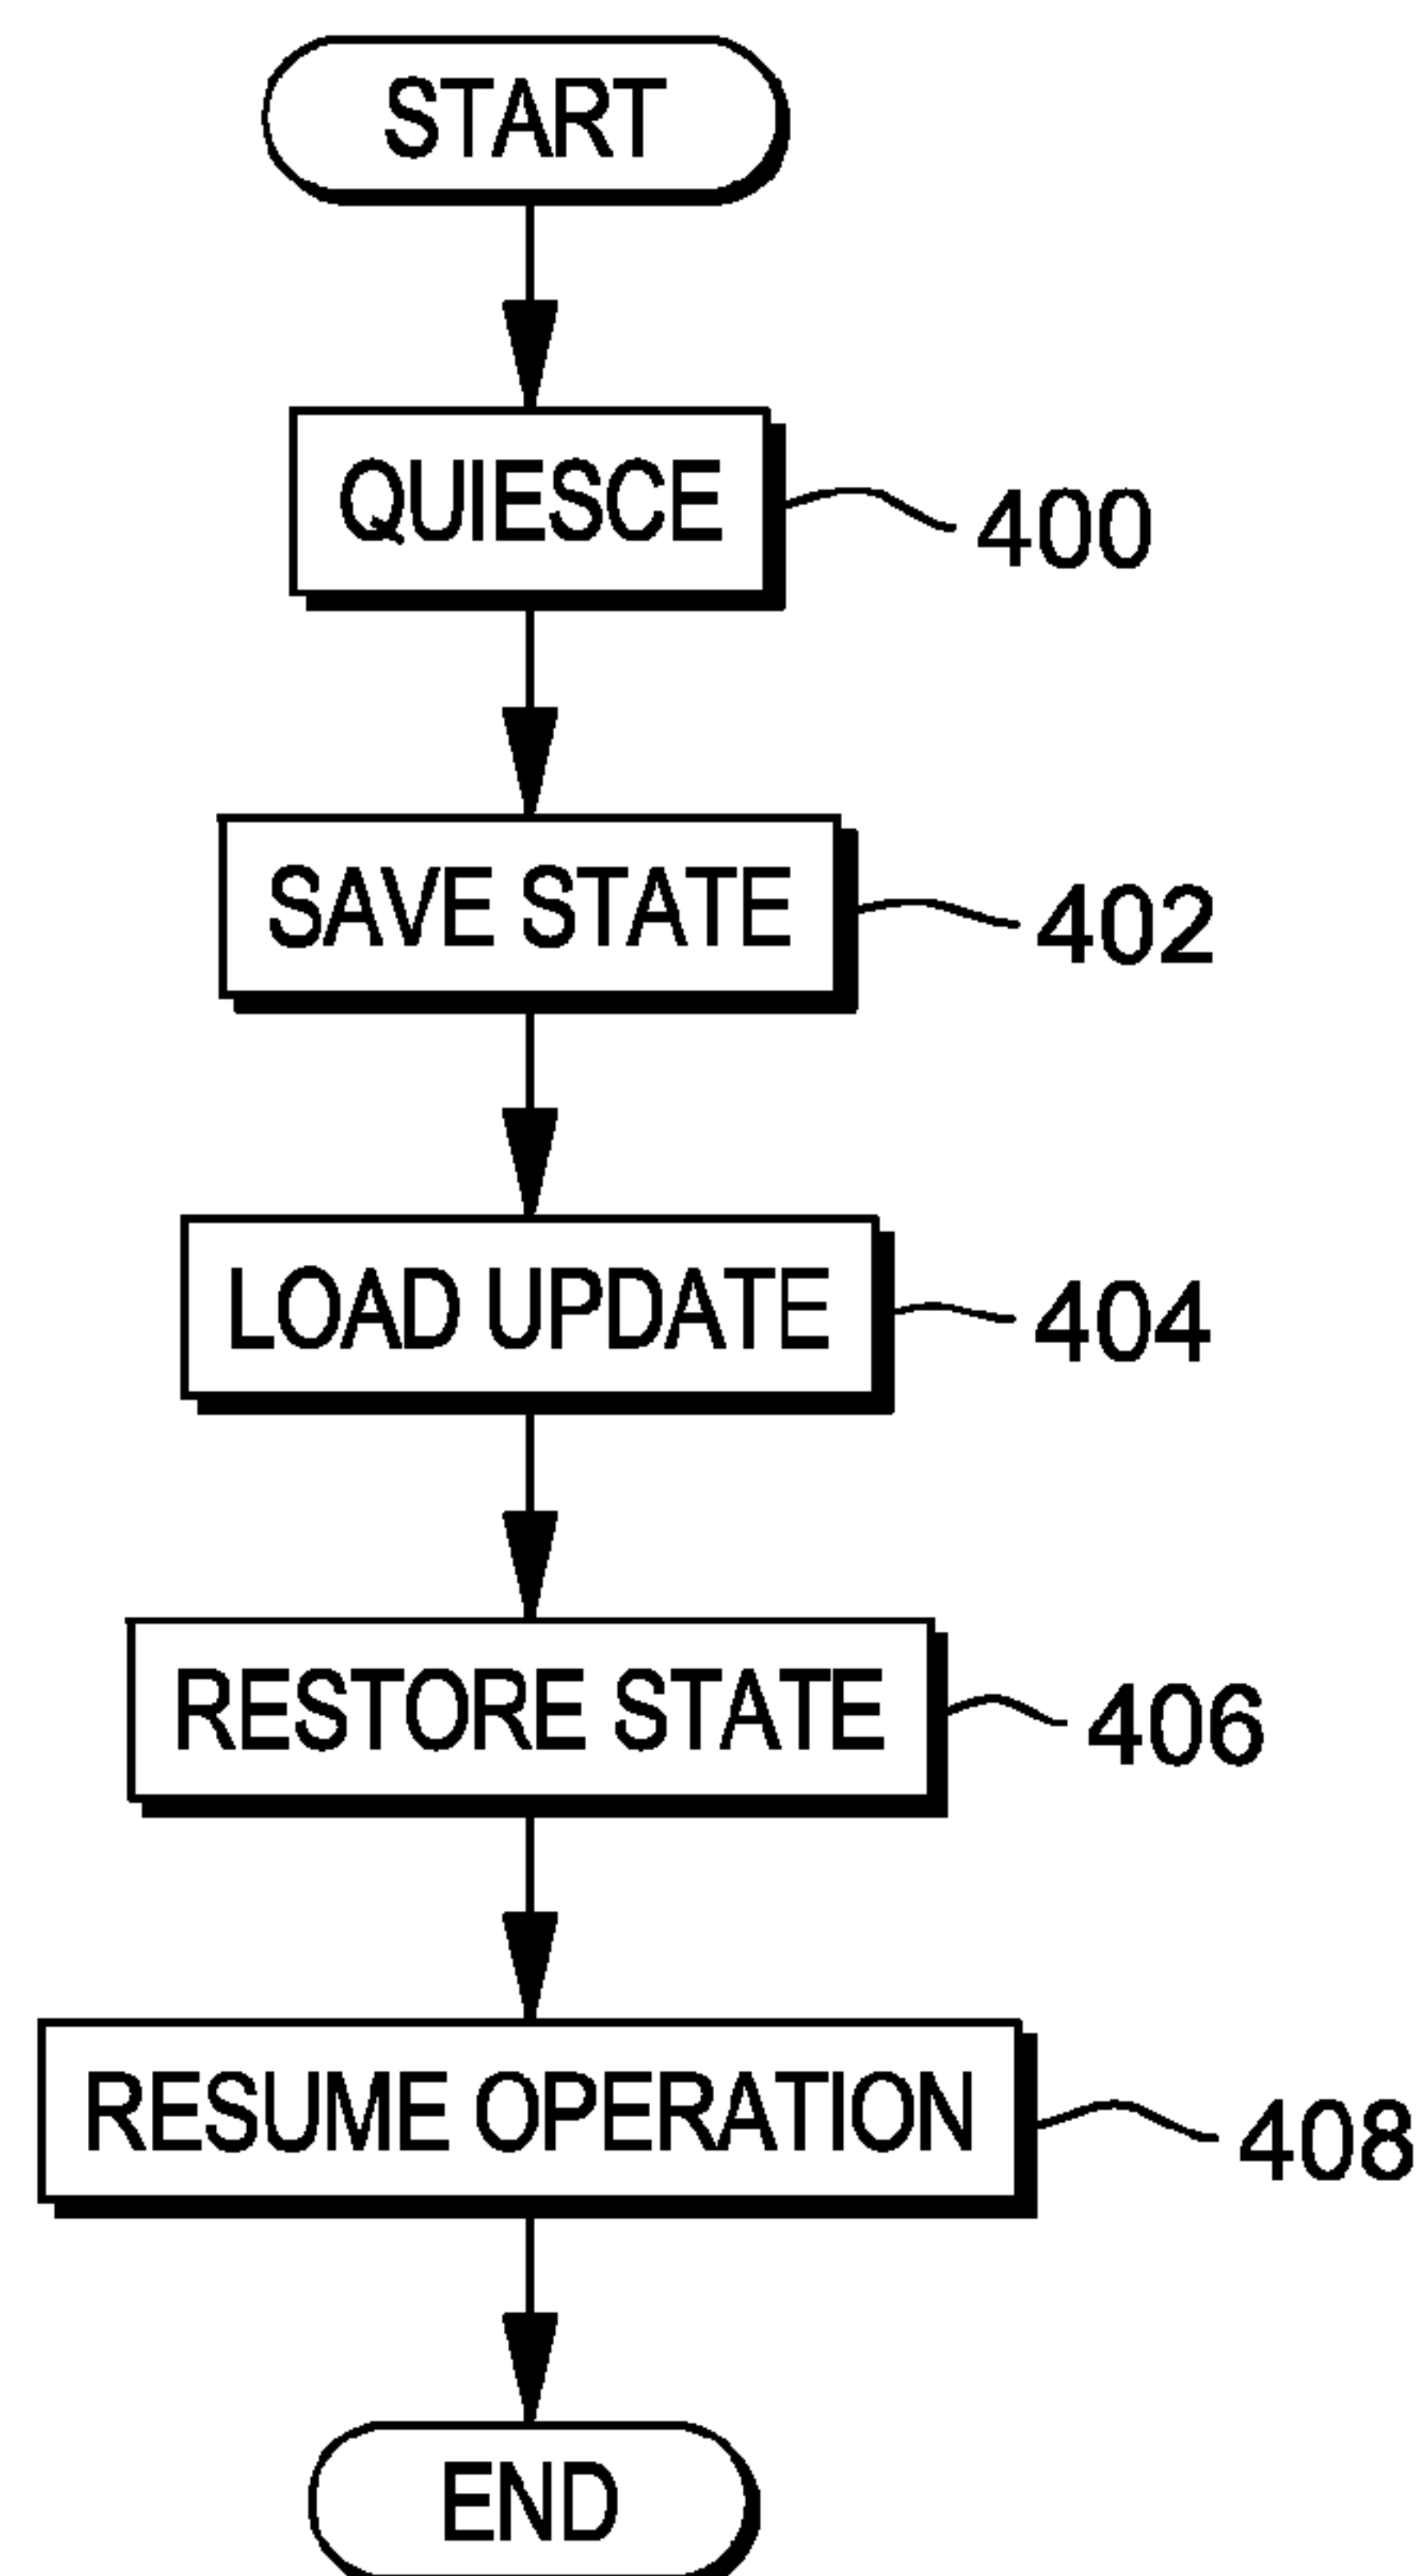 START
QUIESCE
400
SAVE STATE
402
LOAD UPDATE
404
RESTORE STATE
406
RESUME OPERATION
408
END